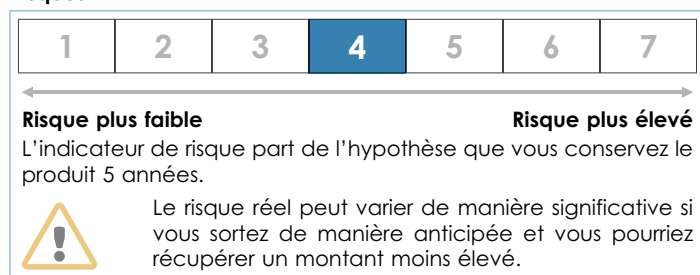 1 2 3 4 5 6 7
Risque plus faible Risque plus élevé
L'indicateur de risque part de l'hypothèse que vous conservez le
produit 5 années.
Le risque réel peut varier de manière significative si
vous sortez de manière anticipée et vous pourriez
récupérer un montant moins élevé.